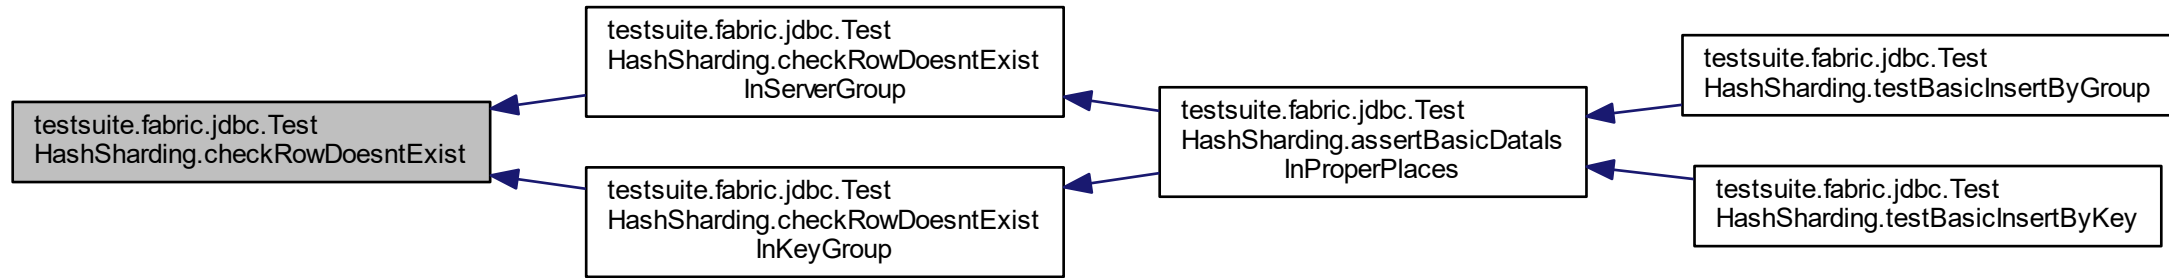 testsuite.fabric.jdbc.Test
HashSharding.checkRowDoesntExist
testsuite.fabric.jdbc.Test
HashSharding.checkRowDoesntExist
InServerGroup
testsuite.fabric.jdbc.Test
HashSharding.checkRowDoesntExist
InKeyGroup
testsuite.fabric.jdbc.Test
HashSharding.assertBasicDataIs
InProperPlaces
testsuite.fabric.jdbc.Test
HashSharding.testBasicInsertByGroup
testsuite.fabric.jdbc.Test
HashSharding.testBasicInsertByKey